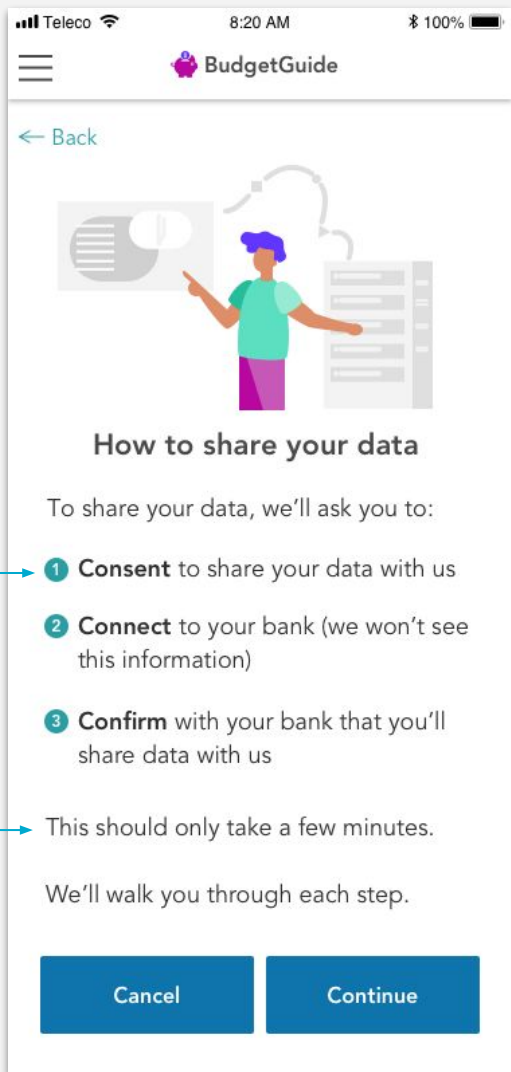 Teleco 8:20 AM 100%
BudgetGuide
← Back
How to share your data
To share your data, we’ll ask you to:
1 Consent to share your data with us
2 Connect to your bank (we won’t see
this information)
3 Confirm with your bank that you’ll
share data with us
This should only take a few minutes.
We’ll walk you through each step.
Cancel Continue